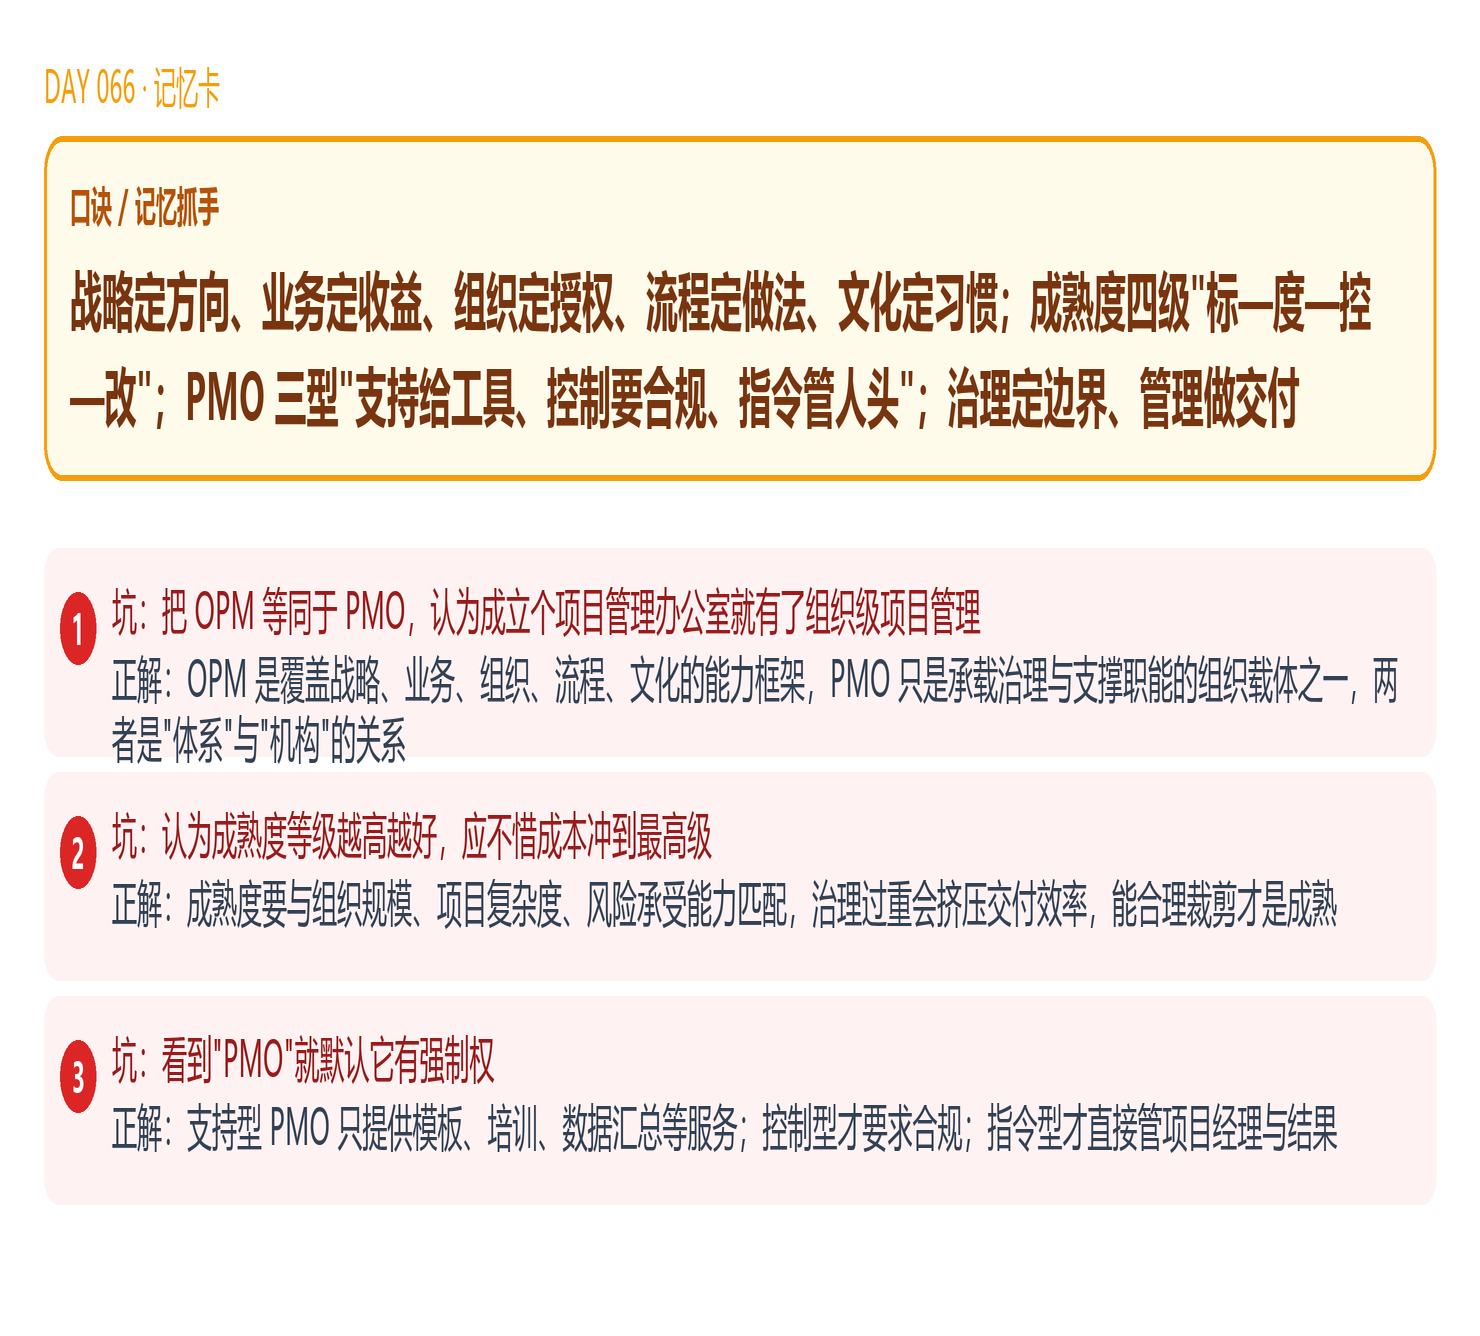 DAY 066 · 记忆卡
口诀 / 记忆抓手
战略定方向、业务定收益、组织定授权、流程定做法、文化定习惯；成熟度四级"标—度—控
—改"；PMO 三型"支持给工具、控制要合规、指令管人头"；治理定边界、管理做交付
1
坑：把 OPM 等同于 PMO，认为成立个项目管理办公室就有了组织级项目管理
正解：OPM 是覆盖战略、业务、组织、流程、文化的能力框架，PMO 只是承载治理与支撑职能的组织载体之一，两
者是"体系"与"机构"的关系
2
坑：认为成熟度等级越高越好，应不惜成本冲到最高级
正解：成熟度要与组织规模、项目复杂度、风险承受能力匹配，治理过重会挤压交付效率，能合理裁剪才是成熟
3
坑：看到"PMO"就默认它有强制权
正解：支持型 PMO 只提供模板、培训、数据汇总等服务；控制型才要求合规；指令型才直接管项目经理与结果